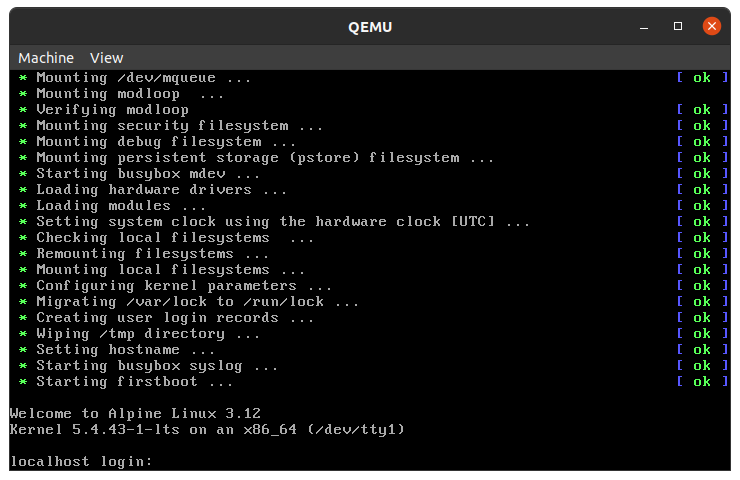 QEMU
Machine View
* Mounting /dev/mqueue ... [ ok ]
* Mounting modloop  ...
* Verifying modloop [ ok ]
* Mounting security filesystem ... [ ok ]
* Mounting debug filesystem ... [ ok ]
* Mounting persistent storage (pstore) filesystem ... [ ok ]
* Starting busybox mdev ... [ ok ]
* Loading hardware drivers ... [ ok ]
* Loading modules ... [ ok ]
* Setting system clock using the hardware clock [UTC] ... [ ok ]
* Checking local filesystems  ... [ ok ]
* Remounting filesystems ... [ ok ]
* Mounting local filesystems ... [ ok ]
* Configuring kernel parameters ... [ ok ]
* Migrating /var/lock to /run/lock ... [ ok ]
* Creating user login records ... [ ok ]
* Wiping /tmp directory ... [ ok ]
* Setting hostname ... [ ok ]
* Starting busybox syslog ... [ ok ]
* Starting firstboot ... [ ok ]
Welcome to Alpine Linux 3.12
Kernel 5.4.43-1-lts on an x86_64 (/dev/tty1)
localhost login: